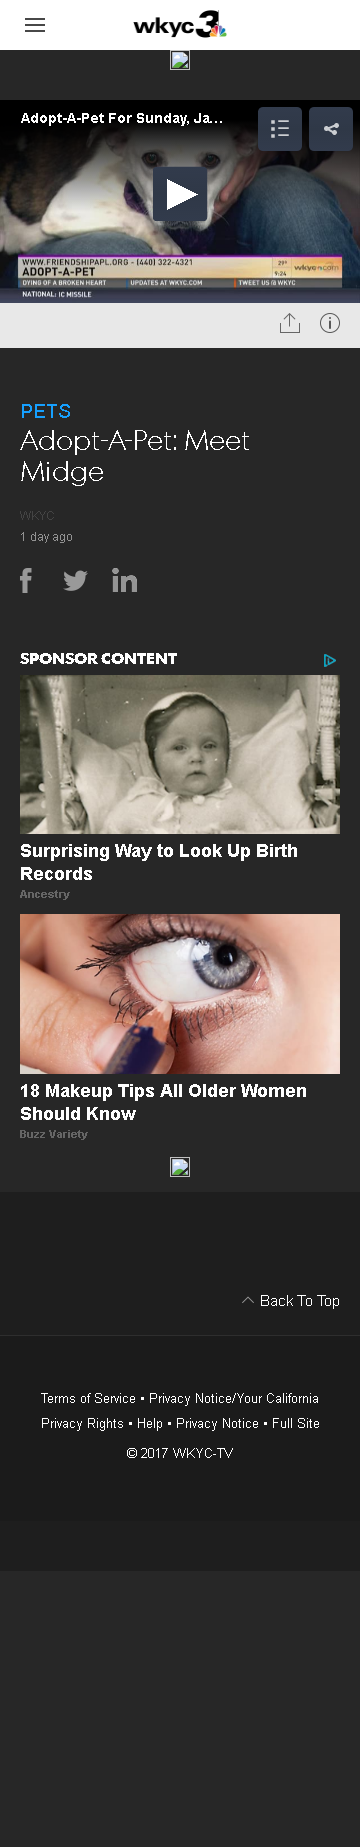 wkyc 3
Adopt-A-Pet For Sunday, Ja...
WWW.FRIENDSHIPAPL.ORG - (440) 322-4321
ADOPT-A-PET
29°
9:24
wkyc.com
DYING OF A BROKEN HEART
UPDATES AT WKYC.COM
TWEET US @ WKYC
NATIONAL: IC MISSILE
PETS
Adopt-A-Pet: Meet
Midge
WKYC
1 day ago
SPONSOR CONTENT
Surprising Way to Look Up Birth
Records
Ancestry
18 Makeup Tips All Older Women
Should Know
Buzz Variety
Back To Top
Terms of Service • Privacy Notice/Your California
Privacy Rights • Help • Privacy Notice • Full Site
© 2017 WKYC-TV